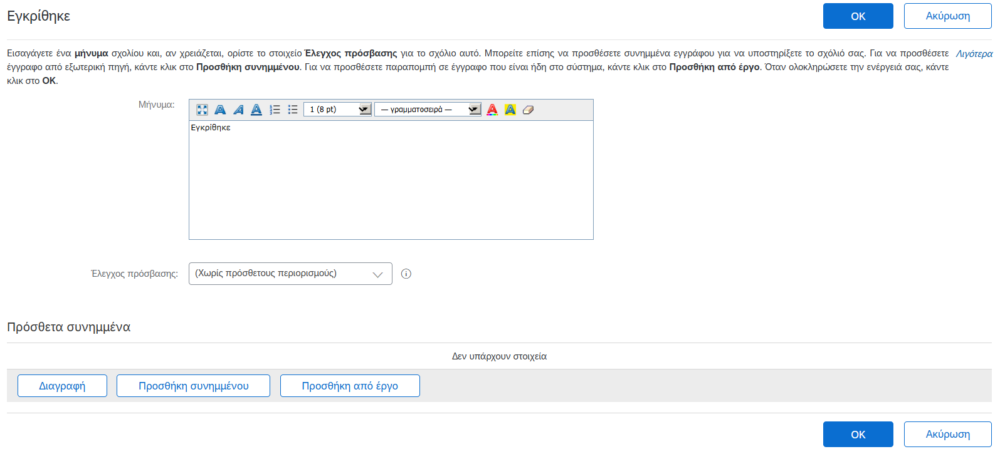 Εγκρίθηκε
OK
Ακύρωση
Εισαγάγετε ένα μήνυμα σχολίου και, αν χρειάζεται, ορίστε το στοιχείο Έλεγχος πρόσβασης για το σχόλιο αυτό. Μπορείτε επίσης να προσθέσετε συνημμένα εγγράφου για να υποστηρίξετε το σχόλιό σας. Για να προσθέσετε
Λιγότερα
έγγραφο από εξωτερική πηγή, κάντε κλικ στο Προσθήκη συνημμένου. Για να προσθέσετε παραπομπή σε έγγραφο που είναι ήδη στο σύστημα, κάντε κλικ στο Προσθήκη από έργο. Όταν ολοκληρώσετε την ενέργειά σας, κάντε
κλικ στο OK.
Μήνυμα:
1 (8 pt)
— γραμματοσειρὰ —
Εγκρίθηκε
Έλεγχος πρόσβασης:
(Χωρίς πρόσθετους περιορισμούς)
Πρόσθετα συνημμένα
Δεν υπάρχουν στοιχεία
Διαγραφή
Προσθήκη συνημμένου
Προσθήκη από έργο
OK
Ακύρωση